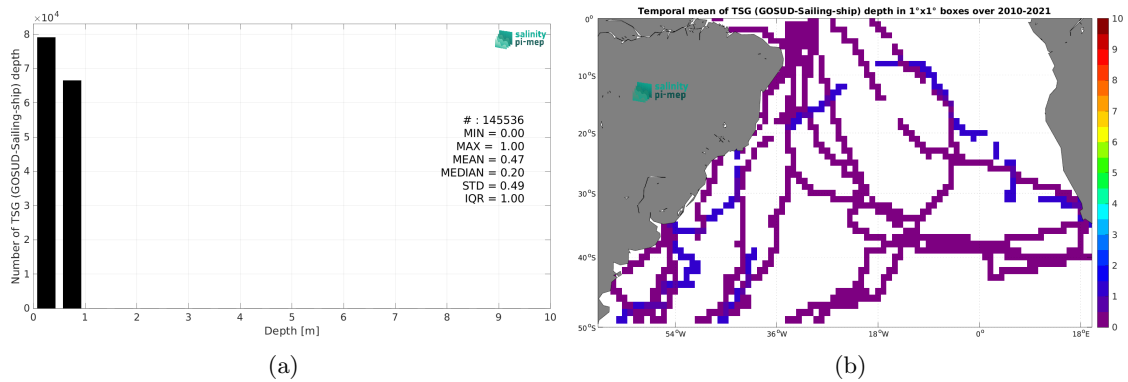 ×10⁴
8
7
6
5
4
3
2
1
0
Number of TSG (GOSUD-Sailing-ship) depth
salinity
pi-mep
# : 145536
MIN = 0.00
MAX = 1.00
MEAN = 0.47
MEDIAN = 0.20
STD = 0.49
IQR = 1.00
0 1 2 3 4 5 6 7 8 9 10
Depth [m]
(a)
Temporal mean of TSG (GOSUD-Sailing-ship) depth in 1°x1° boxes over 2010-2021
0°
10°S
20°S
30°S
40°S
50°S
salinity
pi-mep
54°W 36°W 18°W 0° 18°E
10
9
8
7
6
5
4
3
2
1
0
(b)